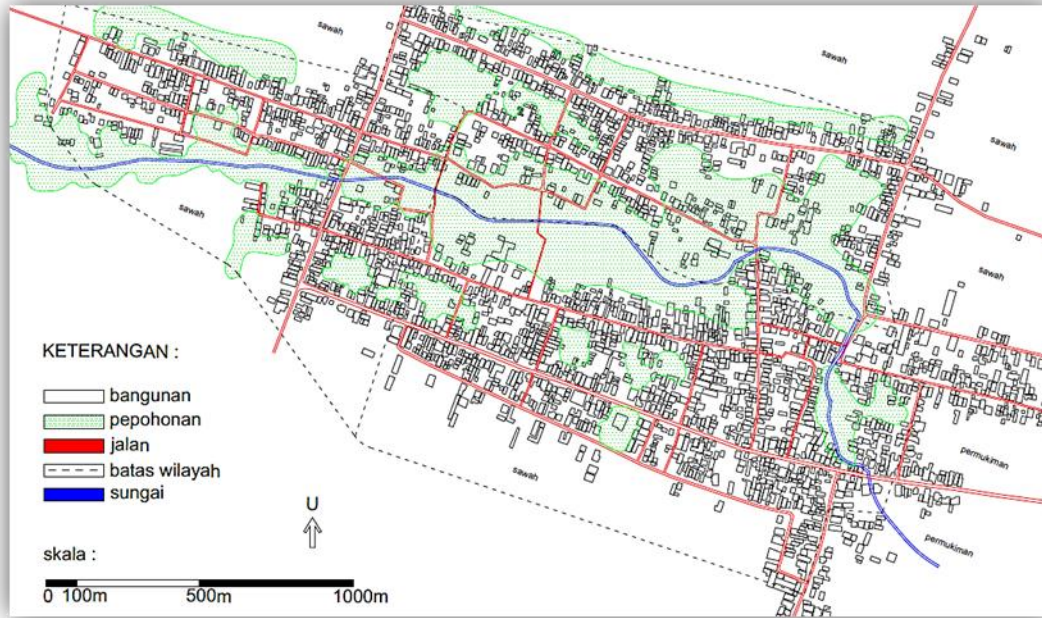 sawah
sawah
sawah
sawah
sawah
KETERANGAN :
bangunan
pepohonan
jalan
batas wilayah
sungai
permukiman
sawah
U
permukiman
skala :
0 100m 500m 1000m